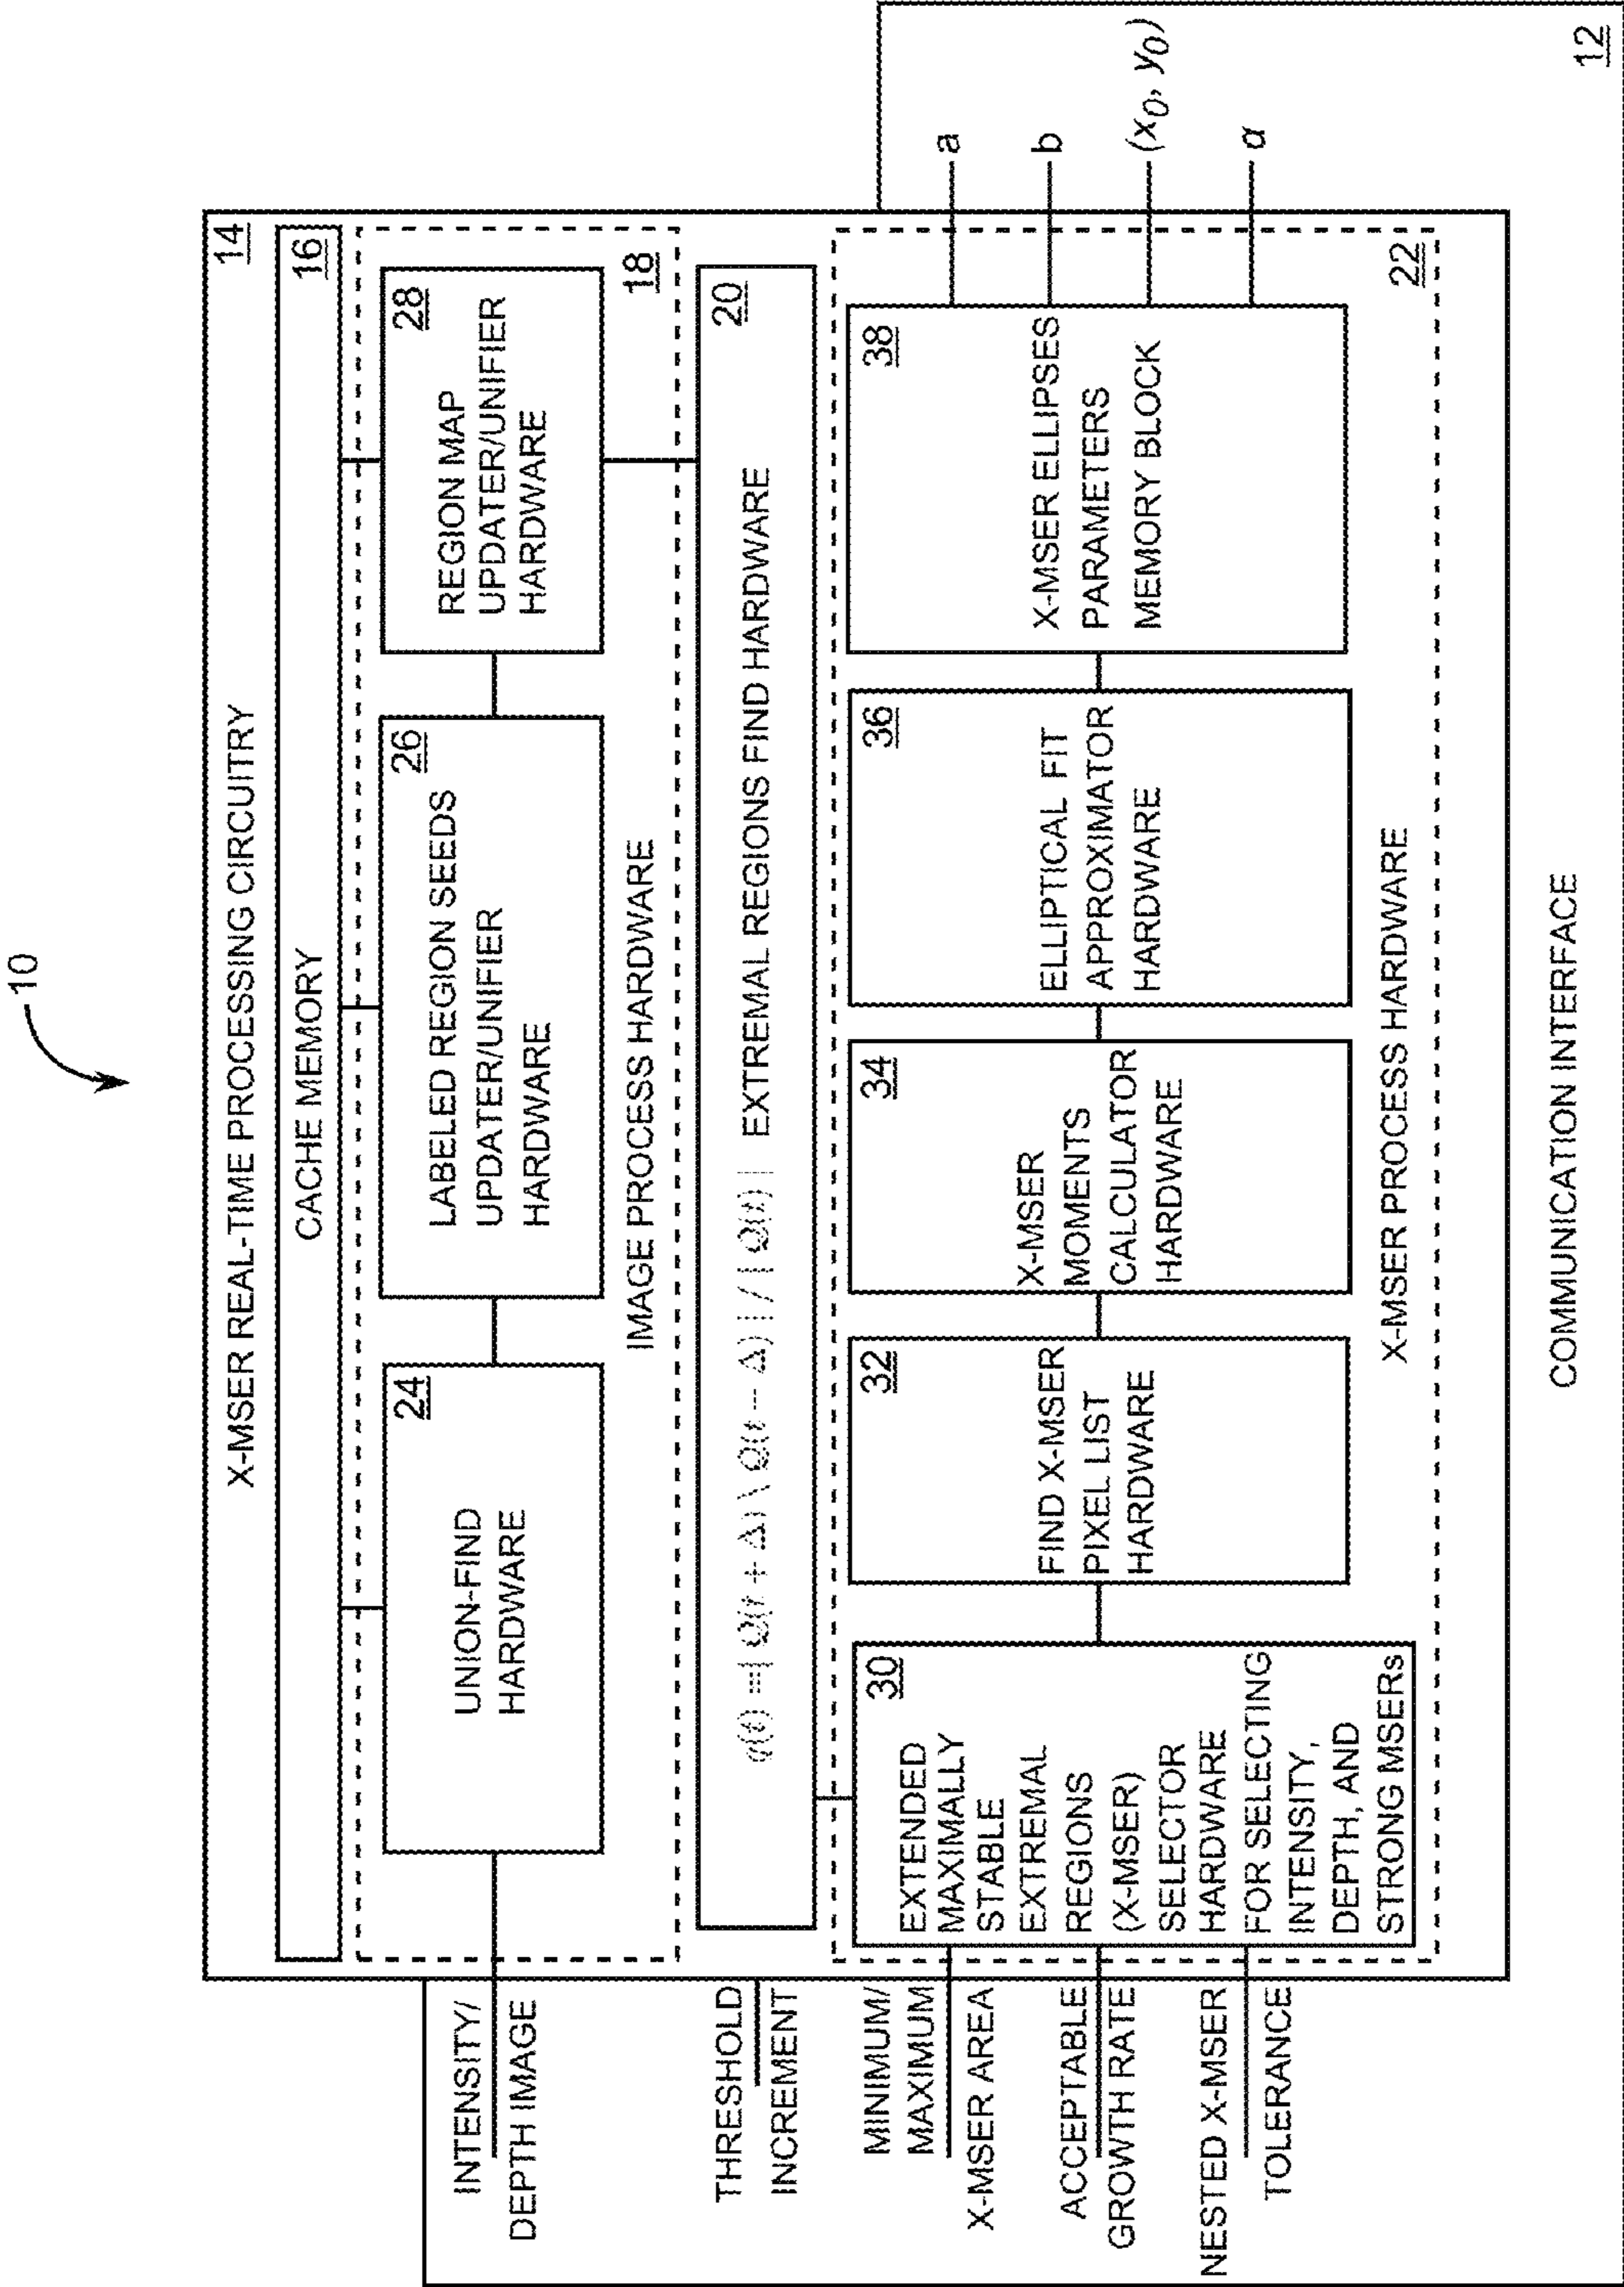 10
X-MSER REAL-TIME PROCESSING CIRCUITRY
14
CACHE MEMORY
16
INTENSITY/
DEPTH IMAGE
24
UNION-FIND
HARDWARE
26
LABELED REGION SEEDS
UPDATER/UNIFIER
HARDWARE
28
REGION MAP
UPDATER/UNIFIER
HARDWARE
IMAGE PROCESS HARDWARE
18
THRESHOLD
INCREMENT
q(t) =| Q(t + Δ) \ Q(t − Δ) | / | Q(t) |
EXTREMAL REGIONS FIND HARDWARE
20
MINIMUM/
MAXIMUM
X-MSER AREA
ACCEPTABLE
GROWTH RATE
NESTED X-MSER
TOLERANCE
30
EXTENDED
MAXIMALLY
STABLE
EXTREMAL
REGIONS
(X-MSER)
SELECTOR
HARDWARE
FOR SELECTING
INTENSITY,
DEPTH, AND
STRONG MSERs
32
FIND X-MSER
PIXEL LIST
HARDWARE
34
X-MSER
MOMENTS
CALCULATOR
HARDWARE
36
ELLIPTICAL FIT
APPROXIMATOR
HARDWARE
38
X-MSER ELLIPSES
PARAMETERS
MEMORY BLOCK
a
b
(x0, y0)
α
X-MSER PROCESS HARDWARE
22
COMMUNICATION INTERFACE
12